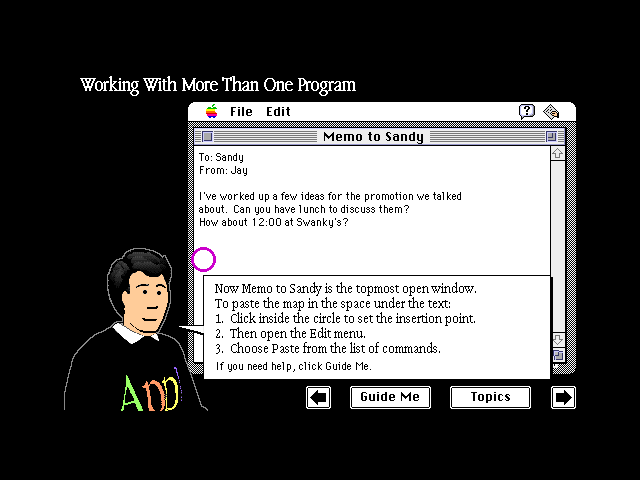 Working With More Than One Program
File Edit
Memo to Sandy
To: Sandy
From: Jay
I've worked up a few ideas for the promotion we talked
about. Can you have lunch to discuss them?
How about 12:00 at Swanky's?
Now Memo to Sandy is the topmost open window.
To paste the map in the space under the text:
1. Click inside the circle to set the insertion point.
2. Then open the Edit menu.
3. Choose Paste from the list of commands.
If you need help, click Guide Me.
Guide Me Topics